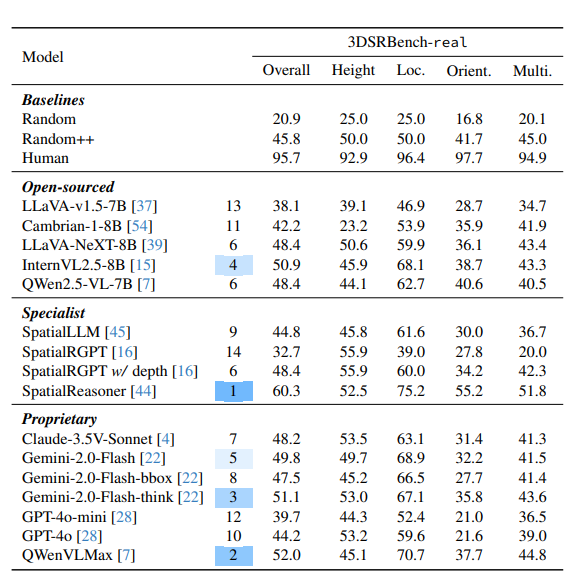 Model 3DSRBench-real
Overall Height Loc. Orient. Multi.
Baselines
Random 20.9 25.0 25.0 16.8 20.1
Random++ 45.8 50.0 50.0 41.7 45.0
Human 95.7 92.9 96.4 97.7 94.9
Open-sourced
LLaVA-v1.5-7B [37] 13 38.1 39.1 46.9 28.7 34.7
Cambrian-1-8B [54] 11 42.2 23.2 53.9 35.9 41.9
LLaVA-NeXT-8B [39] 6 48.4 50.6 59.9 36.1 43.4
InternVL2.5-8B [15] 4 50.9 45.9 68.1 38.7 43.3
QWen2.5-VL-7B [7] 6 48.4 44.1 62.7 40.6 40.5
Specialist
SpatialLLM [45] 9 44.8 45.8 61.6 30.0 36.7
SpatialRGPT [16] 14 32.7 55.9 39.0 27.8 20.0
SpatialRGPT w/ depth [16] 6 48.4 55.9 60.0 34.2 42.3
SpatialReasoner [44] 1 60.3 52.5 75.2 55.2 51.8
Proprietary
Claude-3.5V-Sonnet [4] 7 48.2 53.5 63.1 31.4 41.3
Gemini-2.0-Flash [22] 5 49.8 49.7 68.9 32.2 41.5
Gemini-2.0-Flash-bbox [22] 8 47.5 45.2 66.5 27.7 41.4
Gemini-2.0-Flash-think [22] 3 51.1 53.0 67.1 35.8 43.6
GPT-4o-mini [28] 12 39.7 44.3 52.4 21.0 36.5
GPT-4o [28] 10 44.2 53.2 59.6 21.6 39.0
QWenVLMax [7] 2 52.0 45.1 70.7 37.7 44.8